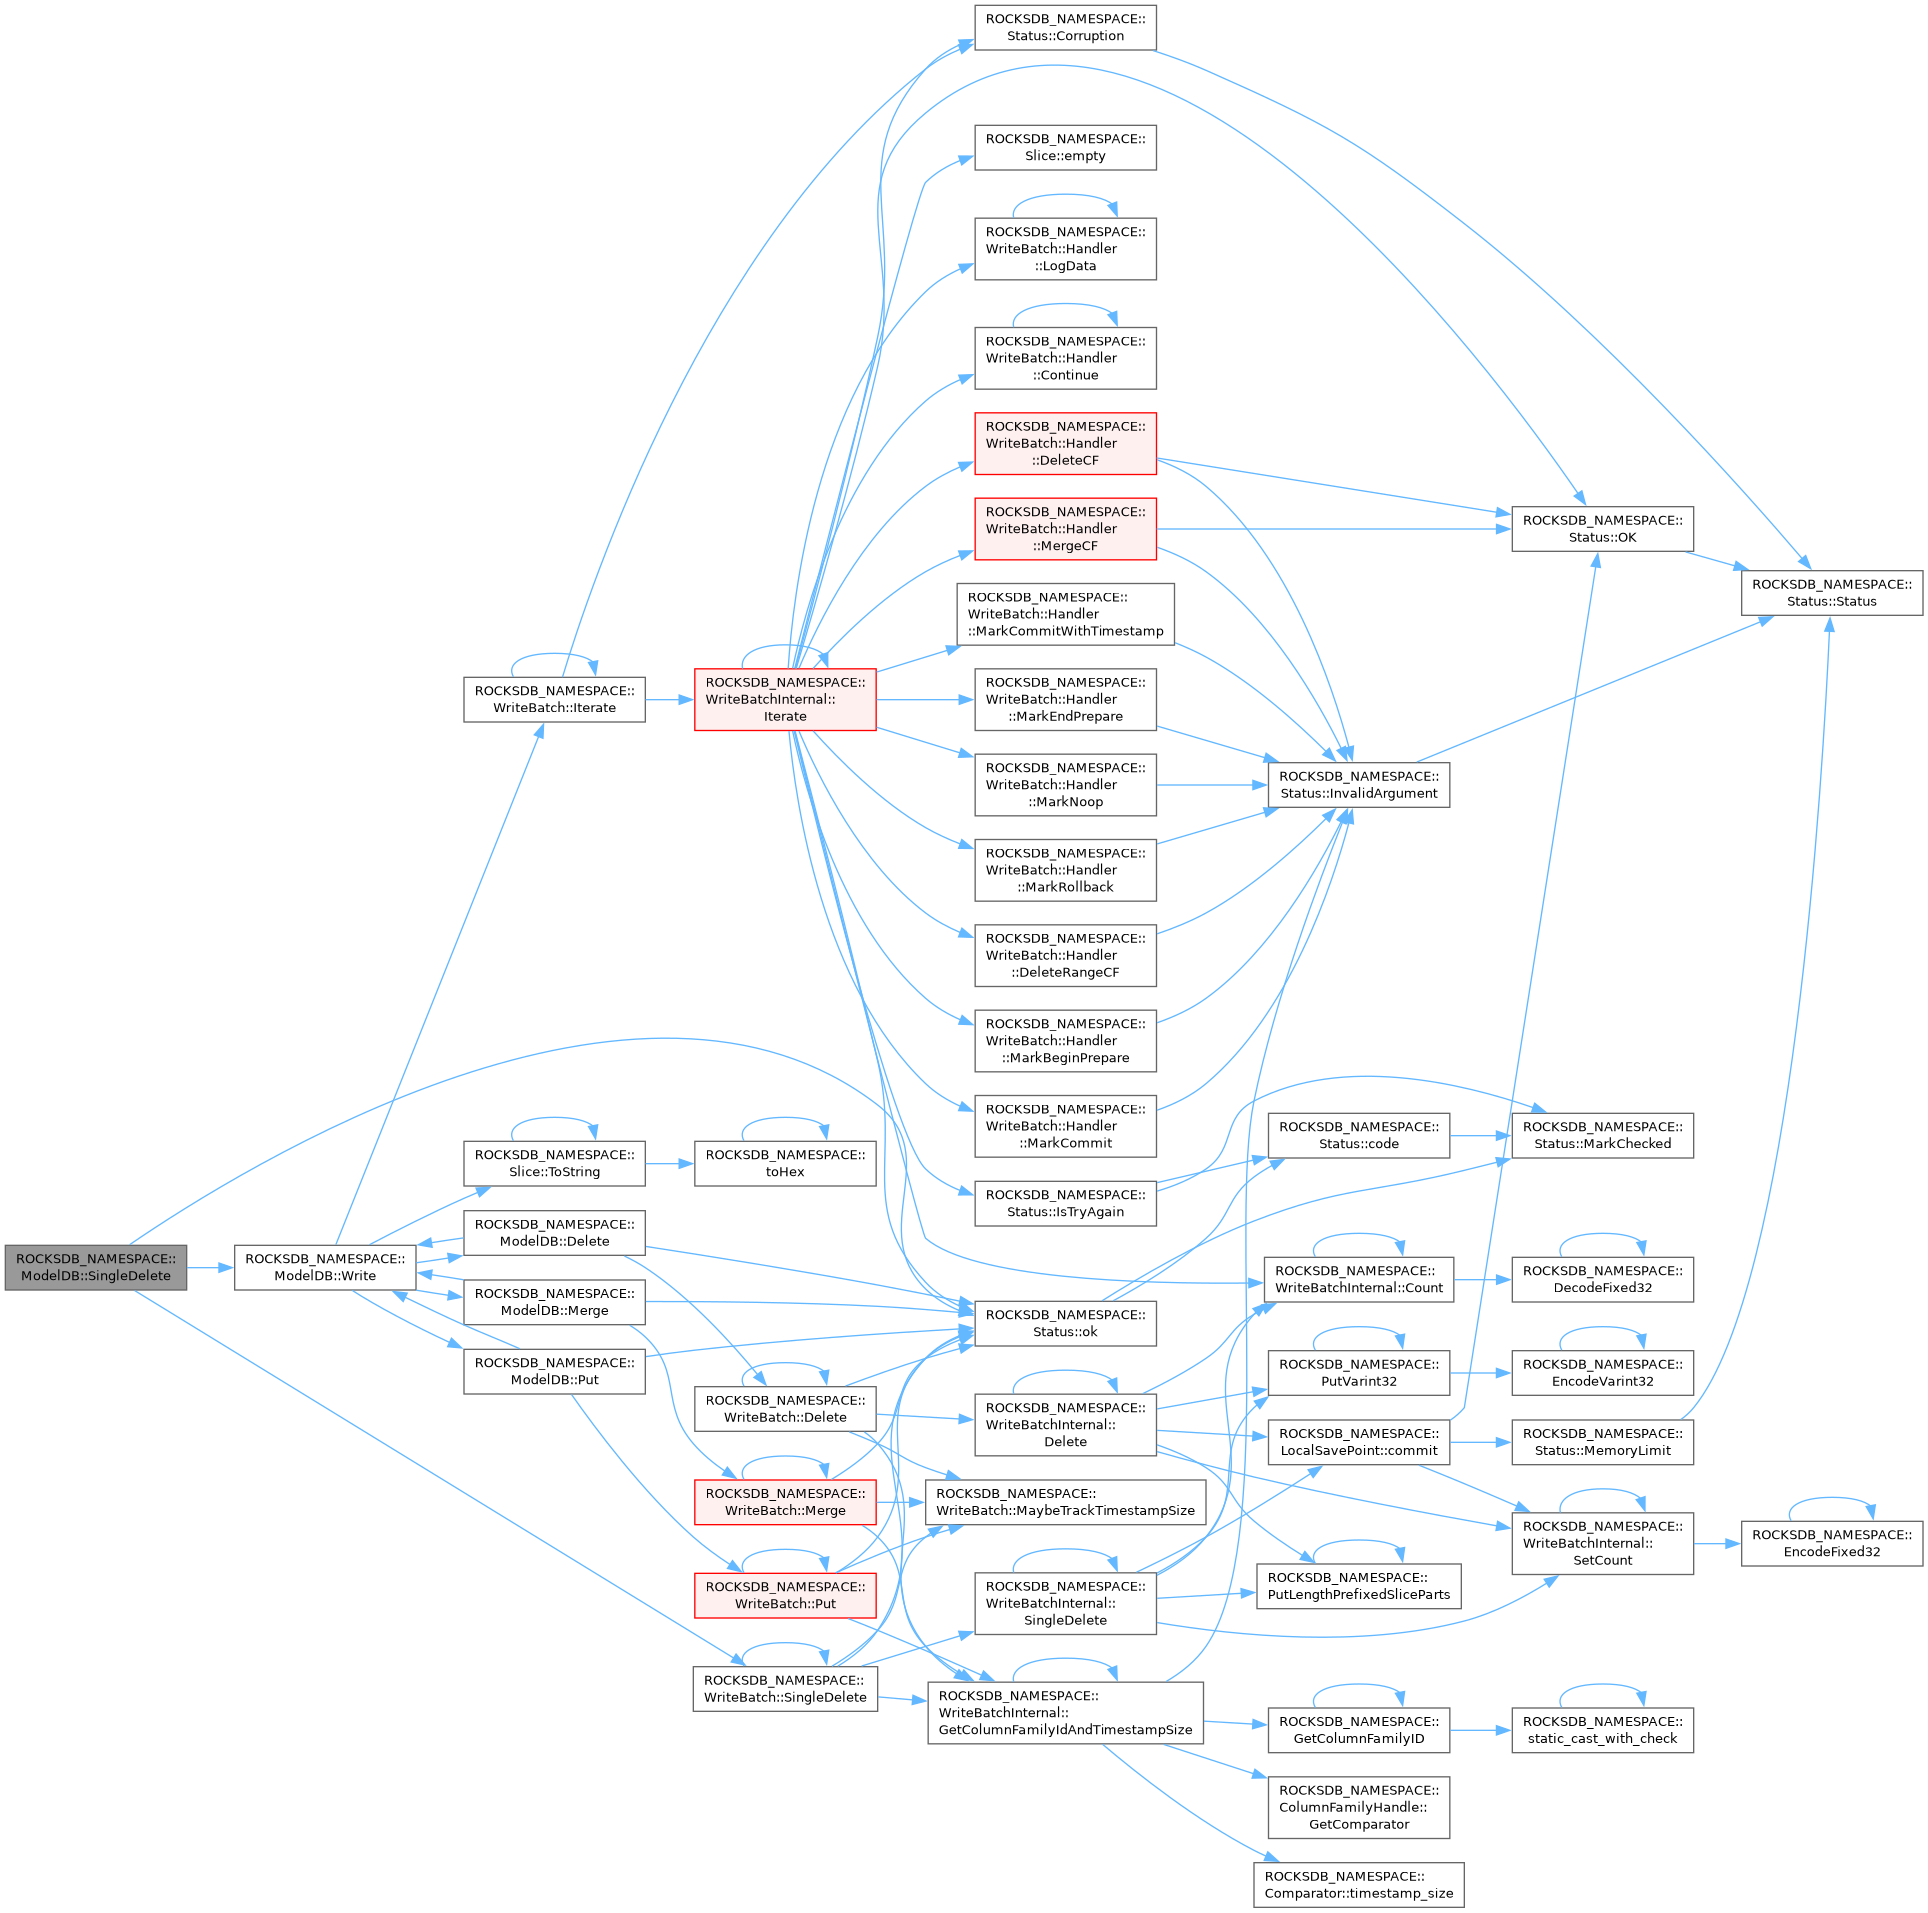 ROCKSDB_NAMESPACE::
Status::Corruption
ROCKSDB_NAMESPACE::
Slice::empty
ROCKSDB_NAMESPACE::
WriteBatch::Handler
::LogData
ROCKSDB_NAMESPACE::
WriteBatch::Handler
::Continue
ROCKSDB_NAMESPACE::
WriteBatch::Handler
::DeleteCF
ROCKSDB_NAMESPACE::
WriteBatch::Handler
::MergeCF
ROCKSDB_NAMESPACE::
Status::OK
ROCKSDB_NAMESPACE::
Status::Status
ROCKSDB_NAMESPACE::
WriteBatch::Handler
::MarkCommitWithTimestamp
ROCKSDB_NAMESPACE::
WriteBatch::Iterate
ROCKSDB_NAMESPACE::
WriteBatchInternal::
Iterate
ROCKSDB_NAMESPACE::
WriteBatch::Handler
::MarkEndPrepare
ROCKSDB_NAMESPACE::
WriteBatch::Handler
::MarkNoop
ROCKSDB_NAMESPACE::
Status::InvalidArgument
ROCKSDB_NAMESPACE::
WriteBatch::Handler
::MarkRollback
ROCKSDB_NAMESPACE::
WriteBatch::Handler
::DeleteRangeCF
ROCKSDB_NAMESPACE::
WriteBatch::Handler
::MarkBeginPrepare
ROCKSDB_NAMESPACE::
WriteBatch::Handler
::MarkCommit
ROCKSDB_NAMESPACE::
Slice::ToString
ROCKSDB_NAMESPACE::
toHex
ROCKSDB_NAMESPACE::
Status::code
ROCKSDB_NAMESPACE::
Status::MarkChecked
ROCKSDB_NAMESPACE::
Status::IsTryAgain
ROCKSDB_NAMESPACE::
ModelDB::SingleDelete
ROCKSDB_NAMESPACE::
ModelDB::Write
ROCKSDB_NAMESPACE::
ModelDB::Delete
ROCKSDB_NAMESPACE::
ModelDB::Merge
ROCKSDB_NAMESPACE::
ModelDB::Put
ROCKSDB_NAMESPACE::
Status::ok
ROCKSDB_NAMESPACE::
WriteBatchInternal::Count
ROCKSDB_NAMESPACE::
DecodeFixed32
ROCKSDB_NAMESPACE::
PutVarint32
ROCKSDB_NAMESPACE::
EncodeVarint32
ROCKSDB_NAMESPACE::
WriteBatch::Delete
ROCKSDB_NAMESPACE::
WriteBatchInternal::
Delete
ROCKSDB_NAMESPACE::
LocalSavePoint::commit
ROCKSDB_NAMESPACE::
Status::MemoryLimit
ROCKSDB_NAMESPACE::
WriteBatch::Merge
ROCKSDB_NAMESPACE::
WriteBatch::MaybeTrackTimestampSize
ROCKSDB_NAMESPACE::
WriteBatchInternal::
SetCount
ROCKSDB_NAMESPACE::
EncodeFixed32
ROCKSDB_NAMESPACE::
WriteBatch::Put
ROCKSDB_NAMESPACE::
WriteBatchInternal::
SingleDelete
ROCKSDB_NAMESPACE::
PutLengthPrefixedSliceParts
ROCKSDB_NAMESPACE::
WriteBatch::SingleDelete
ROCKSDB_NAMESPACE::
WriteBatchInternal::
GetColumnFamilyIdAndTimestampSize
ROCKSDB_NAMESPACE::
GetColumnFamilyID
ROCKSDB_NAMESPACE::
static_cast_with_check
ROCKSDB_NAMESPACE::
ColumnFamilyHandle::
GetComparator
ROCKSDB_NAMESPACE::
Comparator::timestamp_size